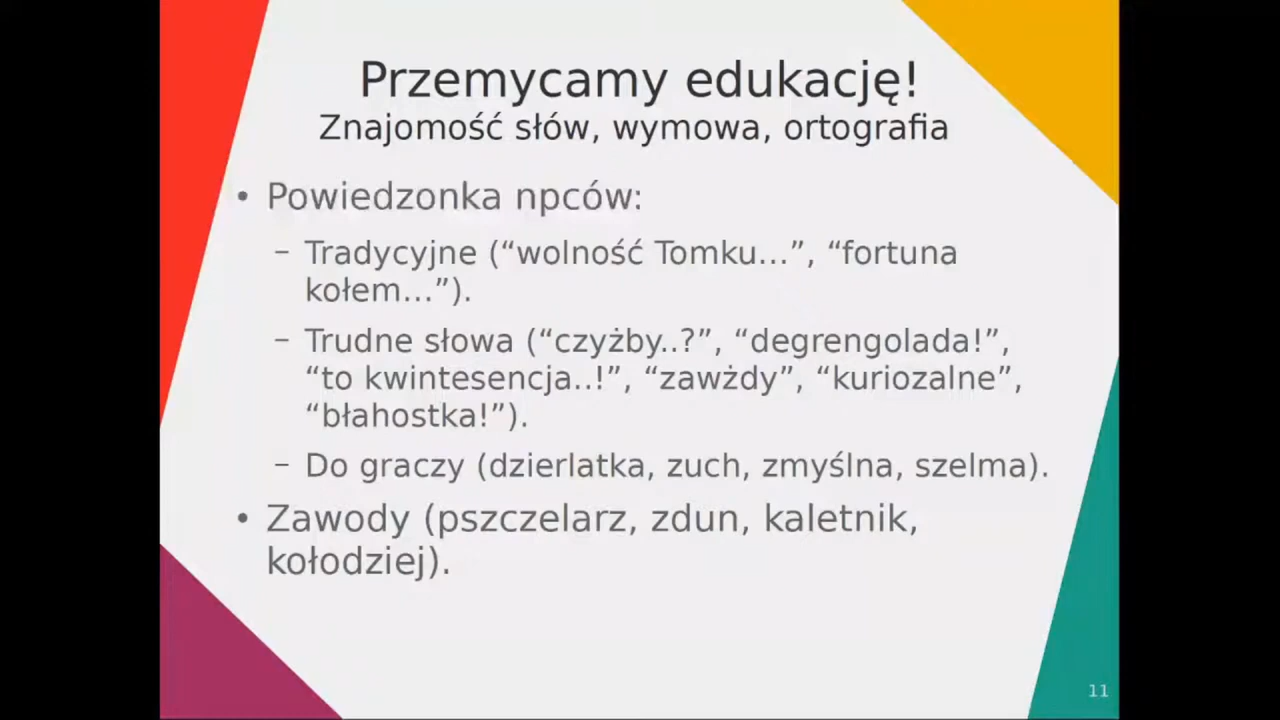 Przemycamy edukację!
Znajomość słów, wymowa, ortografia
• Powiedzonka npców:
– Tradycyjne (“wolność Tomku...”, “fortuna
kołem...”).
– Trudne słowa (“czyżby..?”, “degrengolada!”,
“to kwintesencja..!”, “zawżdy”, “kuriozalne”,
“błahostka!”).
– Do graczy (dzierlatka, zuch, zmyślna, szelma).
• Zawody (pszczelarz, zdun, kaletnik,
kołodziej).
11